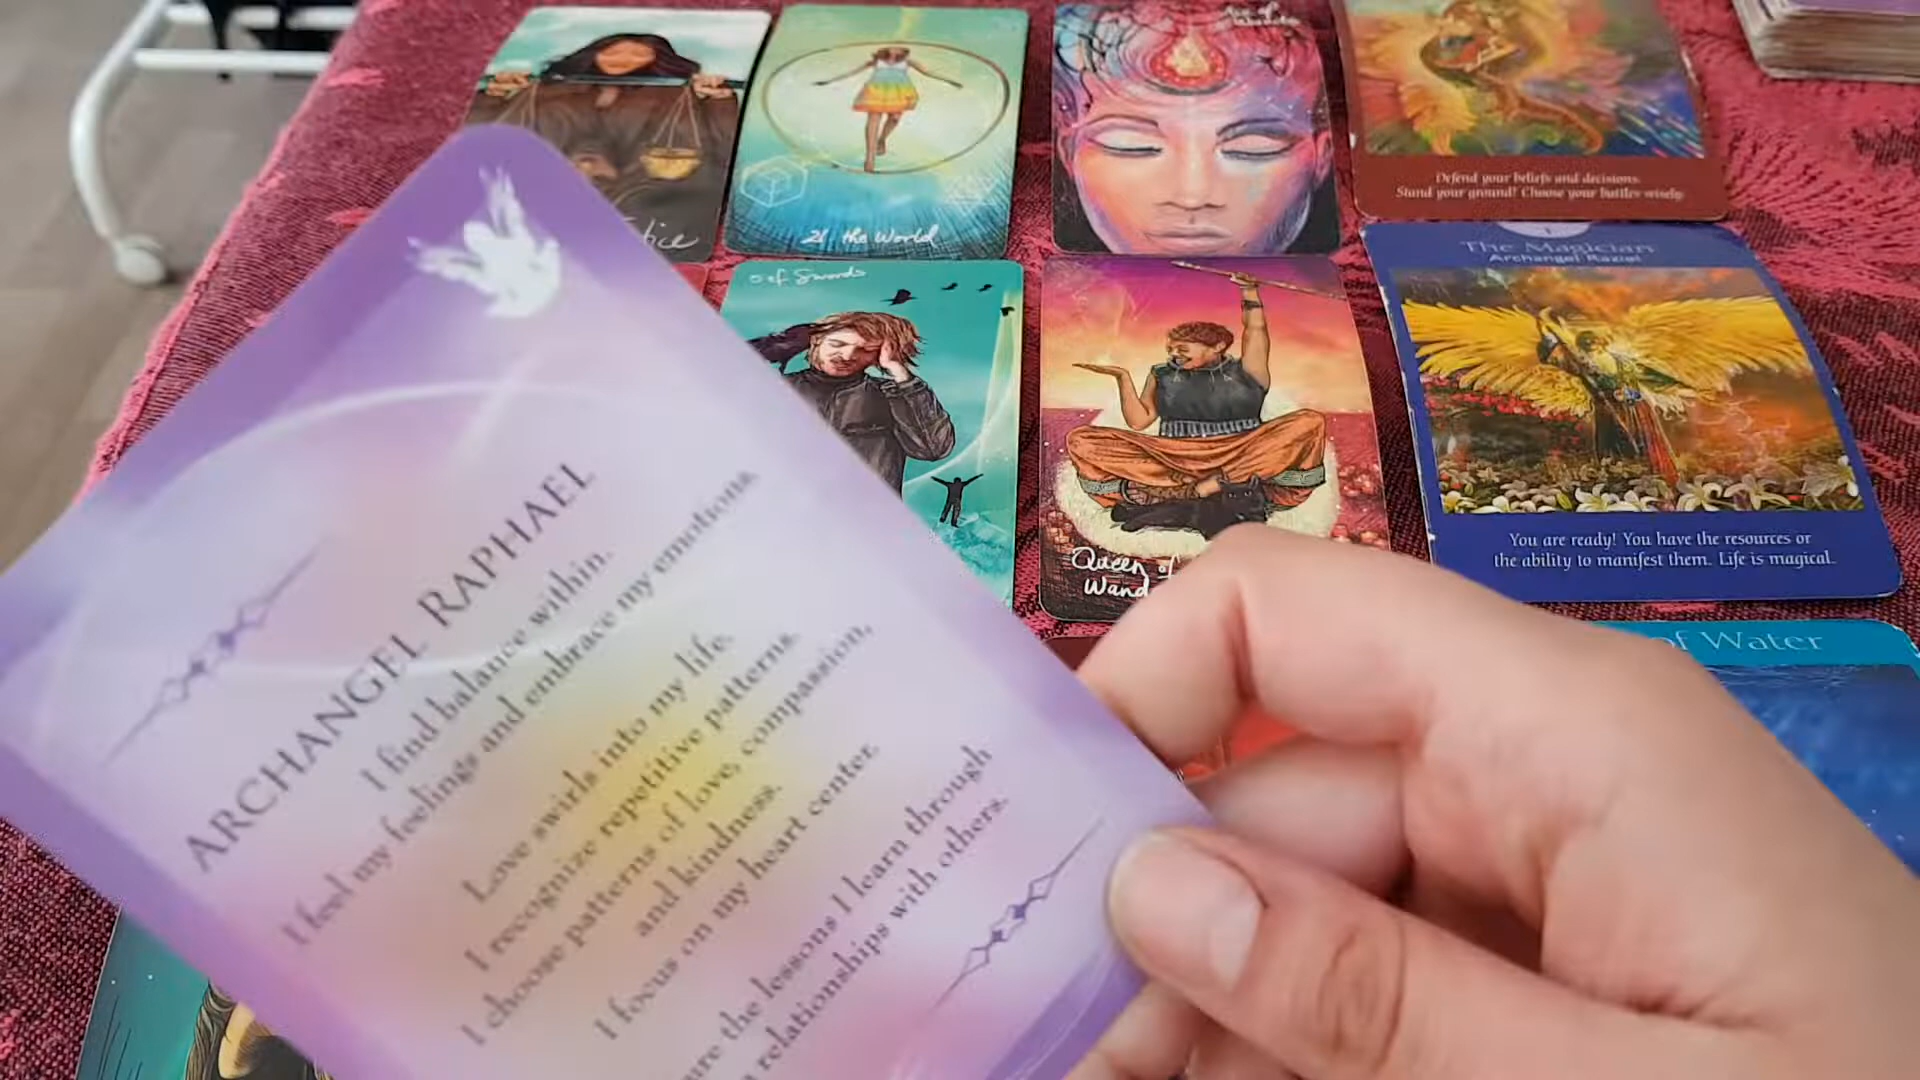 Justice
21 the World
Ace of Wands
Defend your beliefs and decisions.
Stand your ground! Choose your battles wisely.
of Swords
Queen of
Wand
I
The Magician
Archangel Raziel
You are ready! You have the resources or
the ability to manifest them. Life is magical.
of Water
ARCHANGEL RAPHAEL
I find balance within.
I feel my feelings and embrace my emotions.
Love swirls into my life.
I recognize repetitive patterns.
I choose patterns of love, compassion,
and kindness.
I focus on my heart center.
the lessons I learn through
relationships with others.